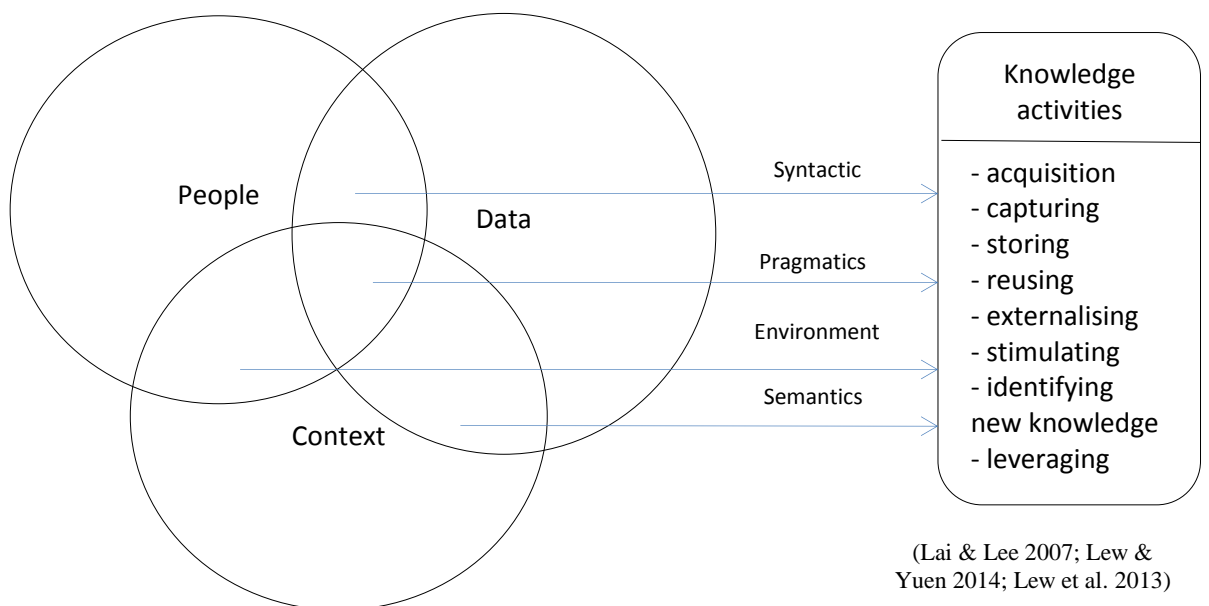 People
Data
Context
Syntactic
Pragmatics
Environment
Semantics
Knowledge
activities
- acquisition
- capturing
- storing
- reusing
- externalising
- stimulating
- identifying
new knowledge
- leveraging
(Lai & Lee 2007; Lew &
Yuen 2014; Lew et al. 2013)